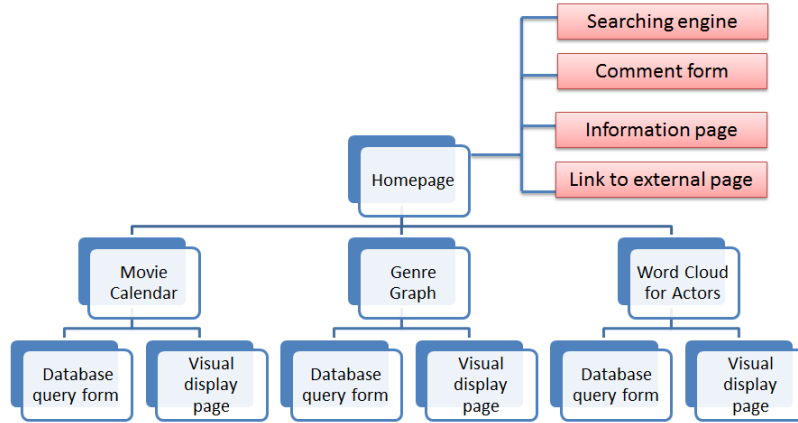 Searching engine
Comment form
Information page
Link to external page
Homepage
Movie
Calendar
Genre
Graph
Word Cloud
for Actors
Database
query form
Visual
display
page
Database
query form
Visual
display
page
Database
query form
Visual
display
page